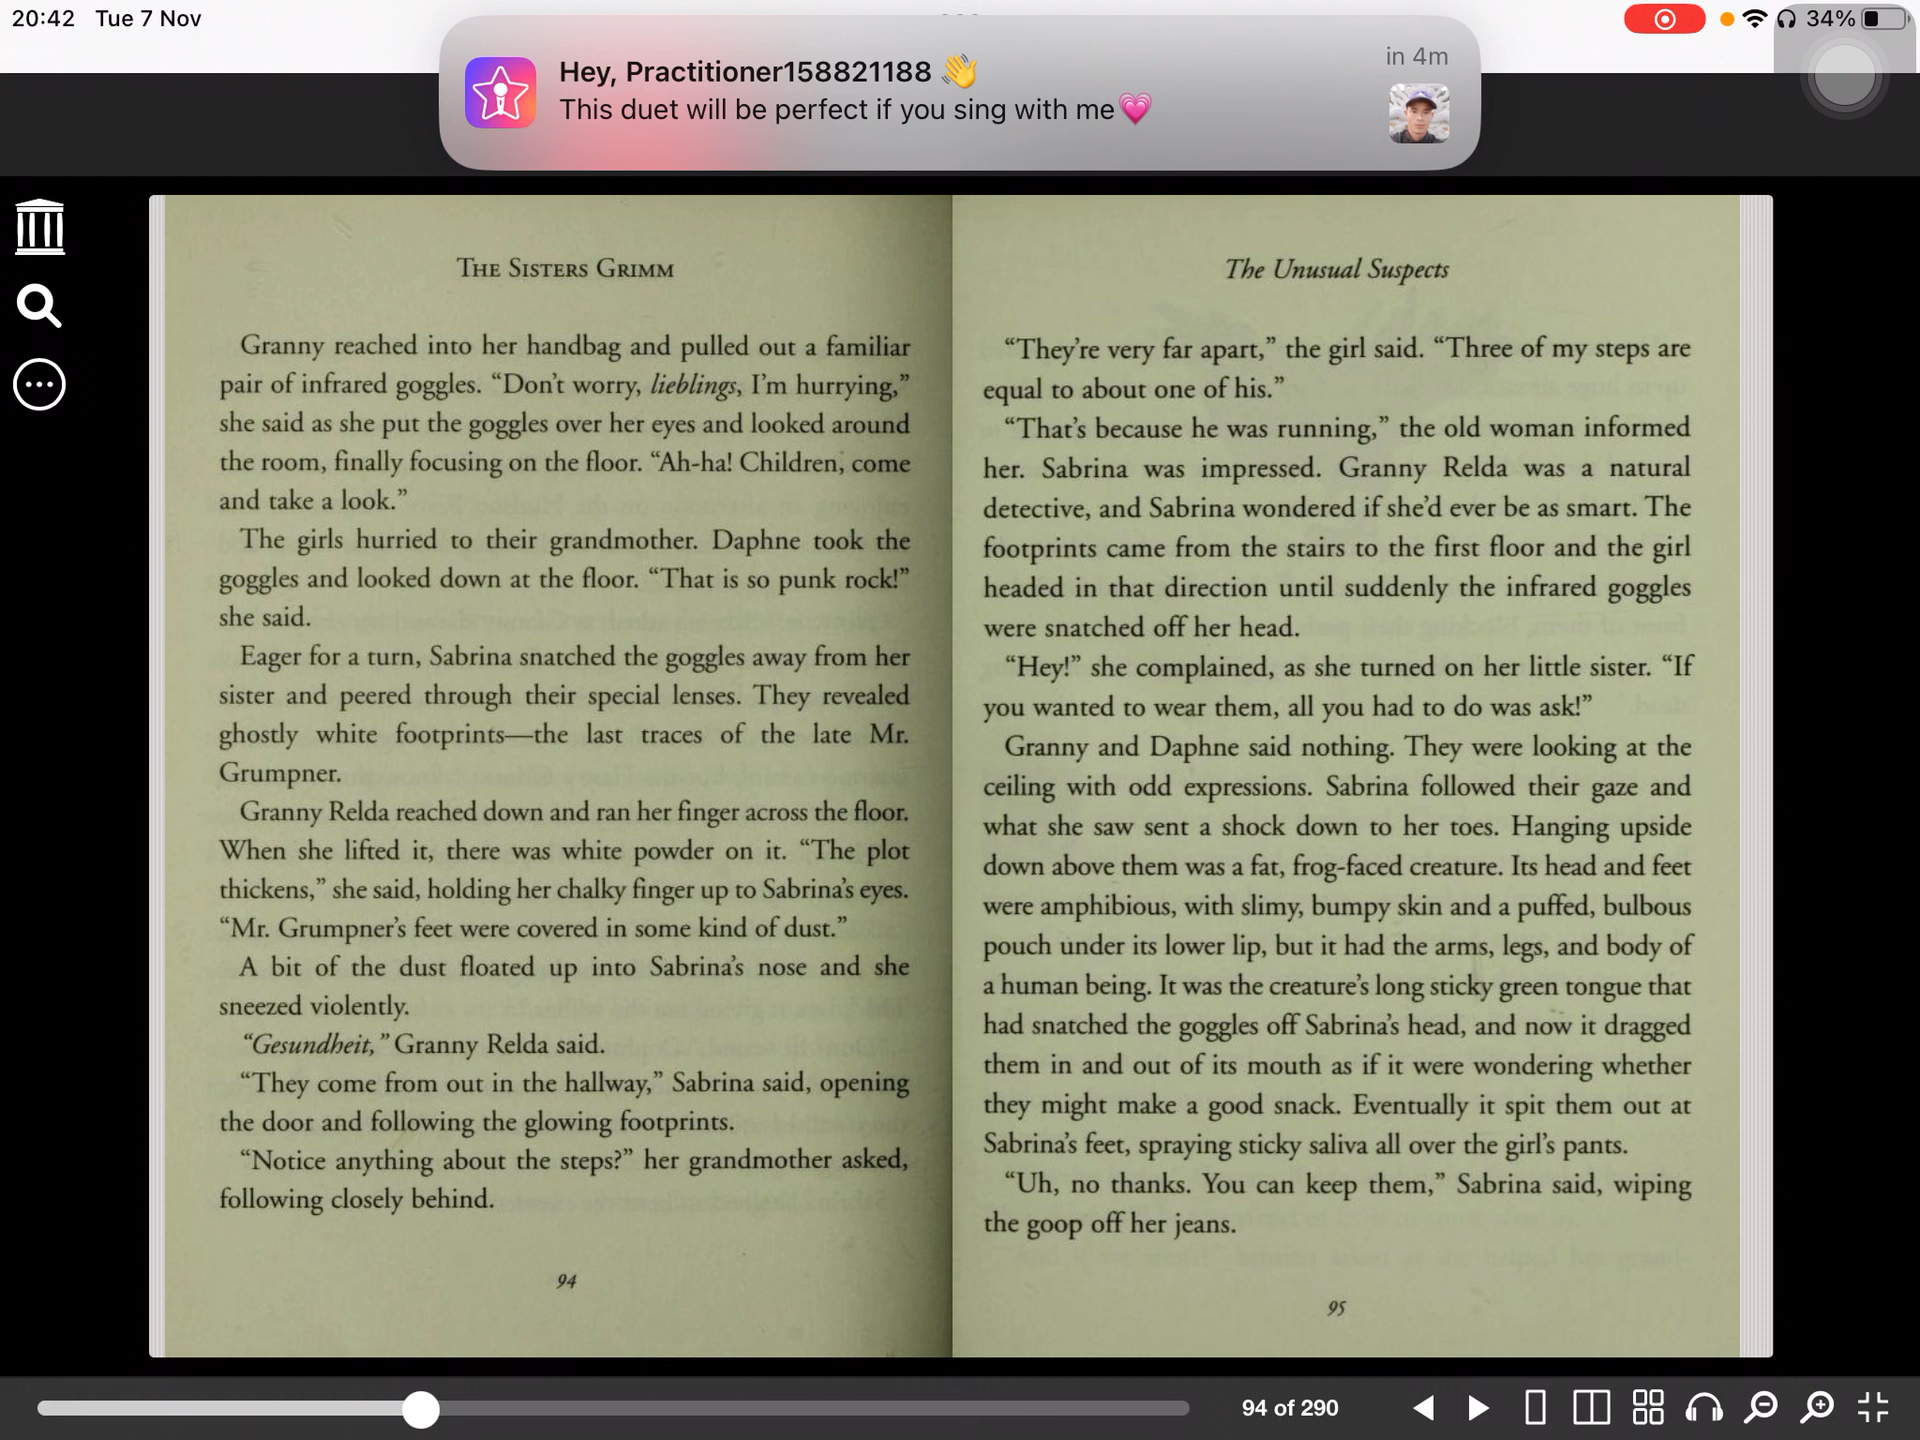 20:42 Tue 7 Nov
34%
Hey, Practitioner158821188 👋
in 4m
This duet will be perfect if you sing with me💗
THE SISTERS GRIMM
Granny reached into her handbag and pulled out a familiar
pair of infrared goggles. “Don’t worry, lieblings, I’m hurrying,”
she said as she put the goggles over her eyes and looked around
the room, finally focusing on the floor. “Ah-ha! Children, come
and take a look.”
The girls hurried to their grandmother. Daphne took the
goggles and looked down at the floor. “That is so punk rock!”
she said.
Eager for a turn, Sabrina snatched the goggles away from her
sister and peered through their special lenses. They revealed
ghostly white footprints—the last traces of the late Mr.
Grumpner.
Granny Relda reached down and ran her finger across the floor.
When she lifted it, there was white powder on it. “The plot
thickens,” she said, holding her chalky finger up to Sabrina’s eyes.
“Mr. Grumpner’s feet were covered in some kind of dust.”
A bit of the dust floated up into Sabrina’s nose and she
sneezed violently.
“Gesundheit,” Granny Relda said.
“They come from out in the hallway,” Sabrina said, opening
the door and following the glowing footprints.
“Notice anything about the steps?” her grandmother asked,
following closely behind.
94
The Unusual Suspects
“They’re very far apart,” the girl said. “Three of my steps are
equal to about one of his.”
“That’s because he was running,” the old woman informed
her. Sabrina was impressed. Granny Relda was a natural
detective, and Sabrina wondered if she’d ever be as smart. The
footprints came from the stairs to the first floor and the girl
headed in that direction until suddenly the infrared goggles
were snatched off her head.
“Hey!” she complained, as she turned on her little sister. “If
you wanted to wear them, all you had to do was ask!”
Granny and Daphne said nothing. They were looking at the
ceiling with odd expressions. Sabrina followed their gaze and
what she saw sent a shock down to her toes. Hanging upside
down above them was a fat, frog-faced creature. Its head and feet
were amphibious, with slimy, bumpy skin and a puffed, bulbous
pouch under its lower lip, but it had the arms, legs, and body of
a human being. It was the creature’s long sticky green tongue that
had snatched the goggles off Sabrina’s head, and now it dragged
them in and out of its mouth as if it were wondering whether
they might make a good snack. Eventually it spit them out at
Sabrina’s feet, spraying sticky saliva all over the girl’s pants.
“Uh, no thanks. You can keep them,” Sabrina said, wiping
the goop off her jeans.
95
94 of 290